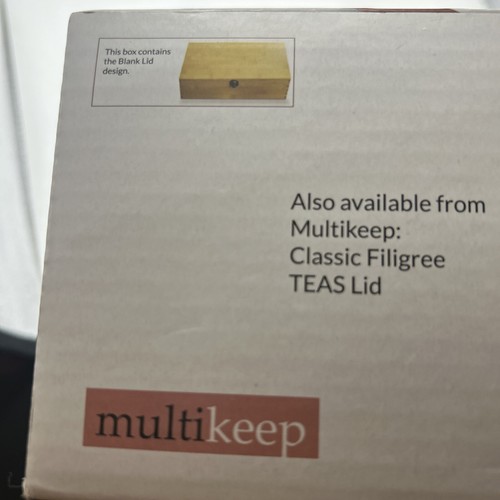 This box contains
the Blank Lid
design.
Also available from
Multikeep:
Classic Filigree
TEAS Lid
multikeep